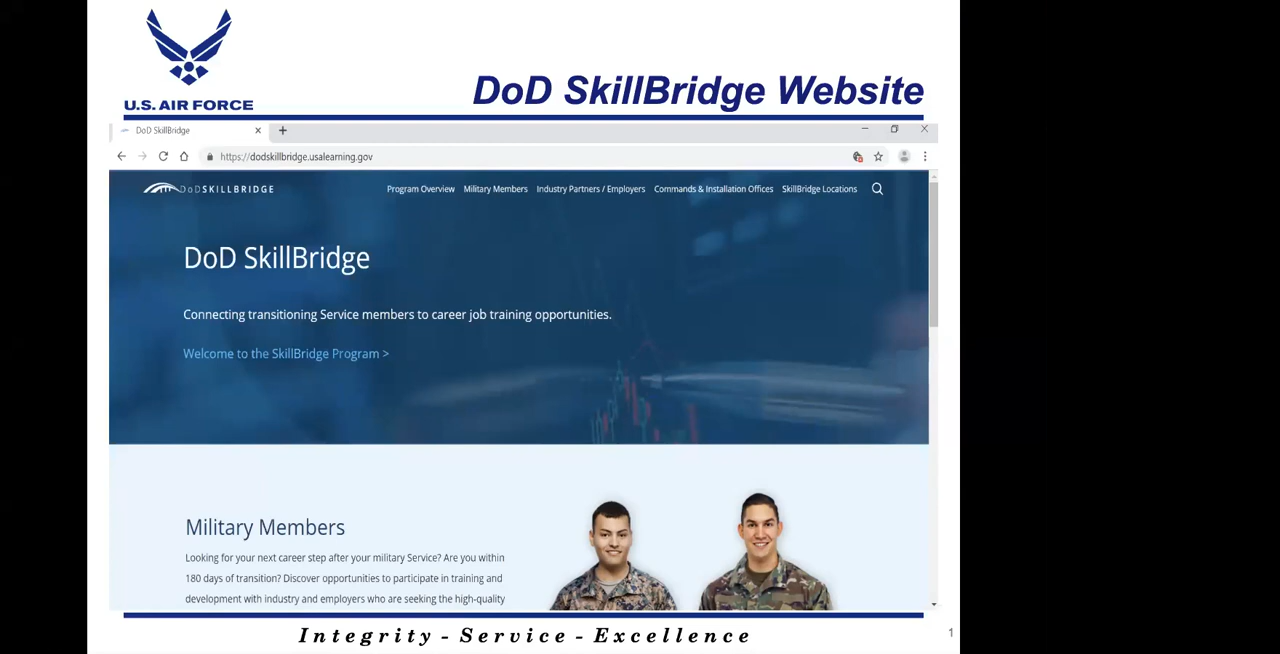 DoD SkillBridge Website
U.S. AIR FORCE
DoD SkillBridge
https://dodskillbridge.usalearning.gov
DoDSKILLBRIDGE
Program Overview Military Members Industry Partners / Employers Commands & Installation Offices SkillBridge Locations
DoD SkillBridge
Connecting transitioning Service members to career job training opportunities.
Welcome to the SkillBridge Program >
Military Members
Looking for your next career step after your military Service? Are you within
180 days of transition? Discover opportunities to participate in training and
development with industry and employers who are seeking the high-quality
Integrity - Service - Excellence
1